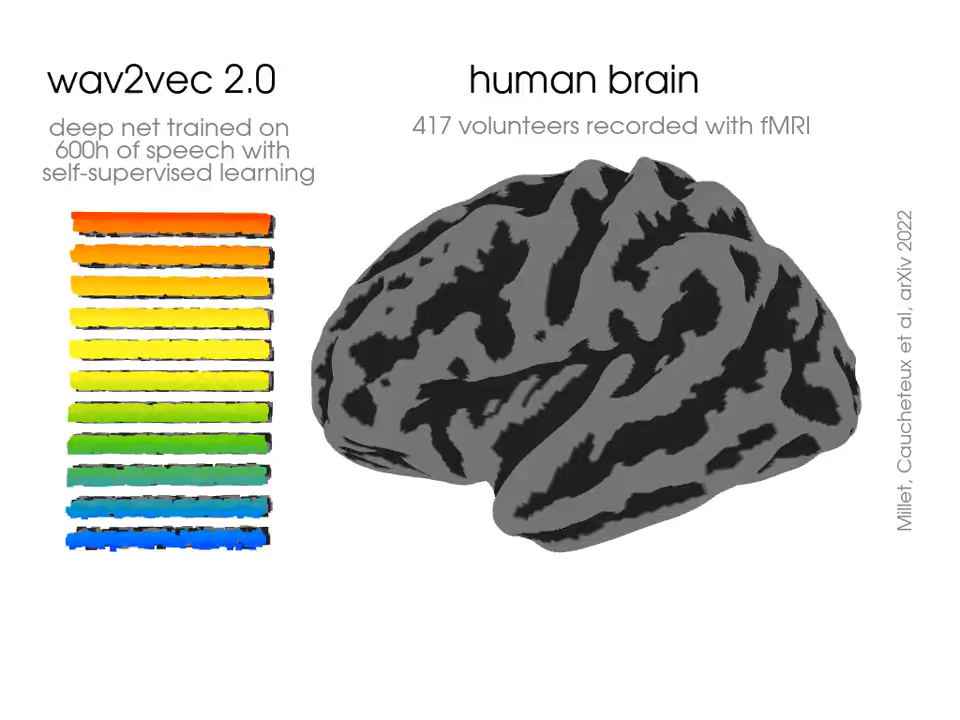 wav2vec 2.0
deep net trained on
600h of speech with
self-supervised learning
human brain
417 volunteers recorded with fMRI
Millet, Caucheteux et al, arXiv 2022